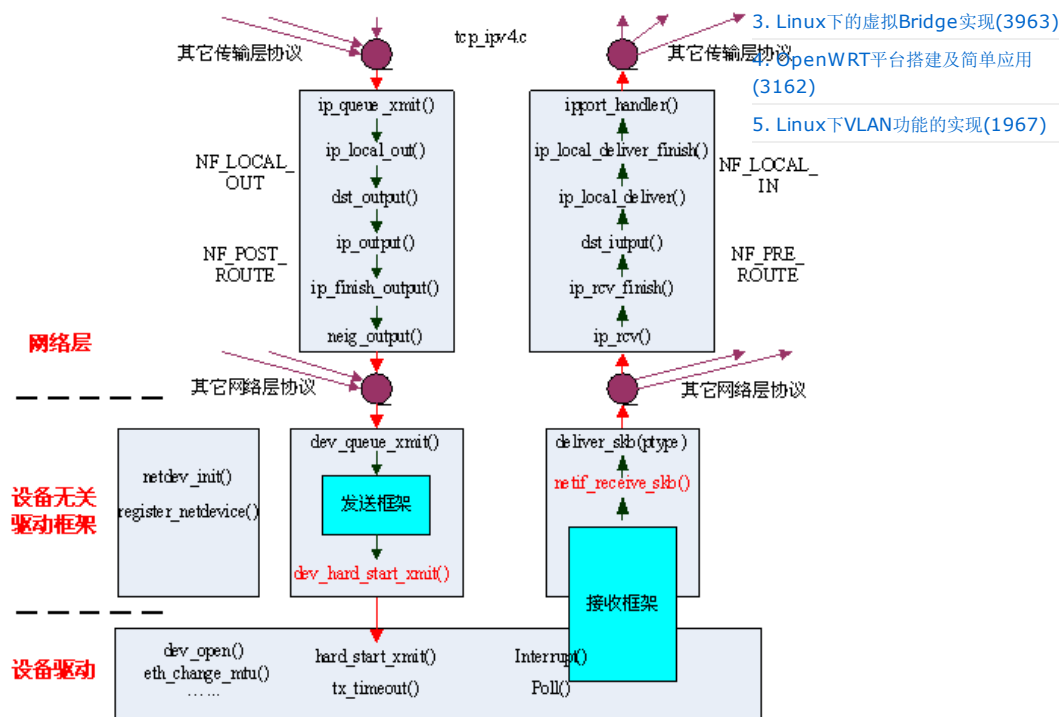 其它传输层协议
tcp_ipv4.c
其它传输层协议
3. Linux下的虚拟Bridge实现(3963)
4. OpenWRT平台搭建及简单应用
(3162)
5. Linux下VLAN功能的实现(1967)
ip_queue_xmit()
ip_local_out()
dst_output()
ip_output()
ip_finish_output()
neig_output()
NF_LOCAL_
OUT
NF_POST_
ROUTE
ipport_handler()
ip_local_deliver_finish()
ip_local_deliver()
dst_iutput()
ip_rcv_finish()
ip_rcv()
NF_LOCAL_
IN
NF_PRE_
ROUTE
网络层
其它网络层协议
其它网络层协议
设备无关
驱动框架
netdev_init()
register_netdevice()
dev_queue_xmit()
发送框架
dev_hard_start_xmit()
deliver_skb(ptype)
netif_receive_skb()
接收框架
设备驱动
dev_open()
eth_change_mtu()
……
hard_start_xmit()
tx_timeout()
Interrupt()
Poll()